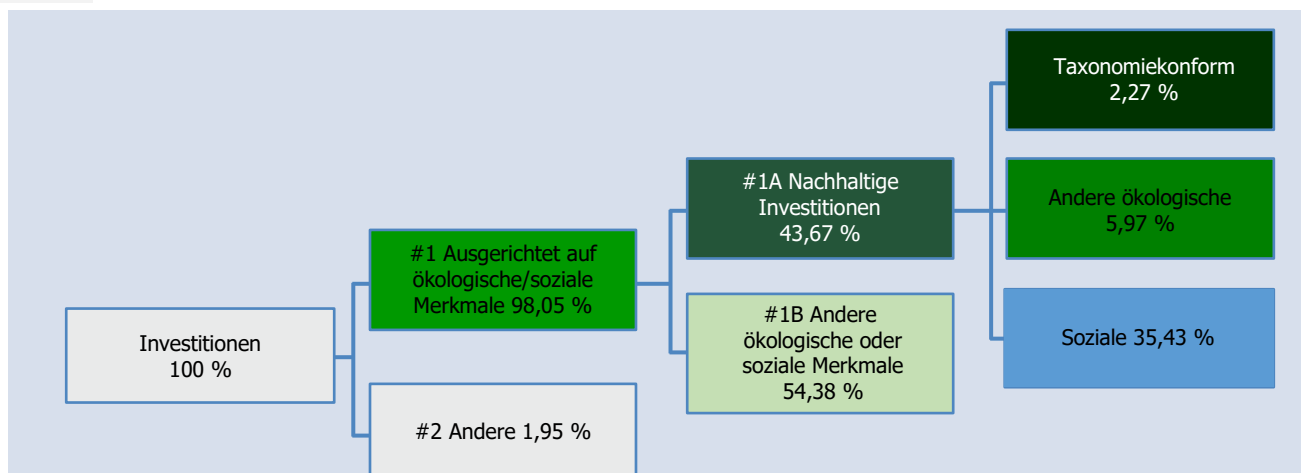 Investitionen
100 %
#1 Ausgerichtet auf
ökologische/soziale
Merkmale 98,05 %
#2 Andere 1,95 %
#1A Nachhaltige
Investitionen
43,67 %
#1B Andere
ökologische oder
soziale Merkmale
54,38 %
Taxonomiekonform
2,27 %
Andere ökologische
5,97 %
Soziale 35,43 %